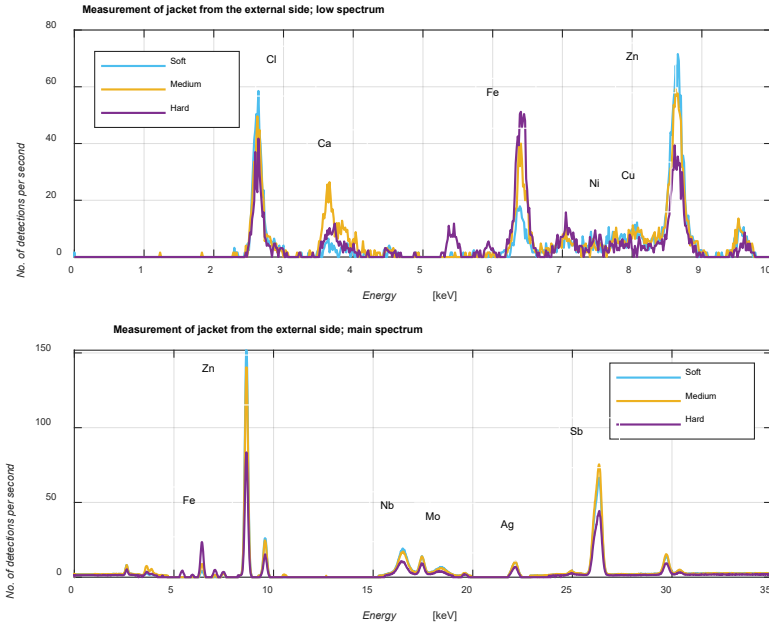 Measurement of jacket from the external side; low spectrum
80
60
40
20
0
No. of detections per second
Soft
Medium
Hard
Cl
Ca
Fe
Ni
Cu
Zn
0 1 2 3 4 5 6 7 8 9 10
Energy [keV]
Measurement of jacket from the external side; main spectrum
150
100
50
0
No. of detections per second
Soft
Medium
Hard
Zn
Fe
Nb
Mo
Ag
Sb
0 5 10 15 20 25 30 35
Energy [keV]